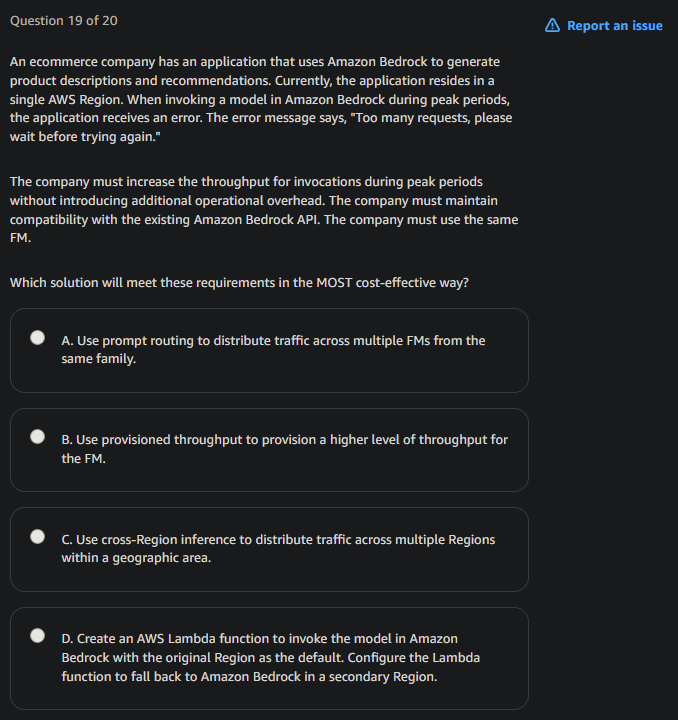 Question 19 of 20
Report an issue
An ecommerce company has an application that uses Amazon Bedrock to generate
product descriptions and recommendations. Currently, the application resides in a
single AWS Region. When invoking a model in Amazon Bedrock during peak periods,
the application receives an error. The error message says, "Too many requests, please
wait before trying again."
The company must increase the throughput for invocations during peak periods
without introducing additional operational overhead. The company must maintain
compatibility with the existing Amazon Bedrock API. The company must use the same
FM.
Which solution will meet these requirements in the MOST cost-effective way?
A. Use prompt routing to distribute traffic across multiple FMs from the
same family.
B. Use provisioned throughput to provision a higher level of throughput for
the FM.
C. Use cross-Region inference to distribute traffic across multiple Regions
within a geographic area.
D. Create an AWS Lambda function to invoke the model in Amazon
Bedrock with the original Region as the default. Configure the Lambda
function to fall back to Amazon Bedrock in a secondary Region.